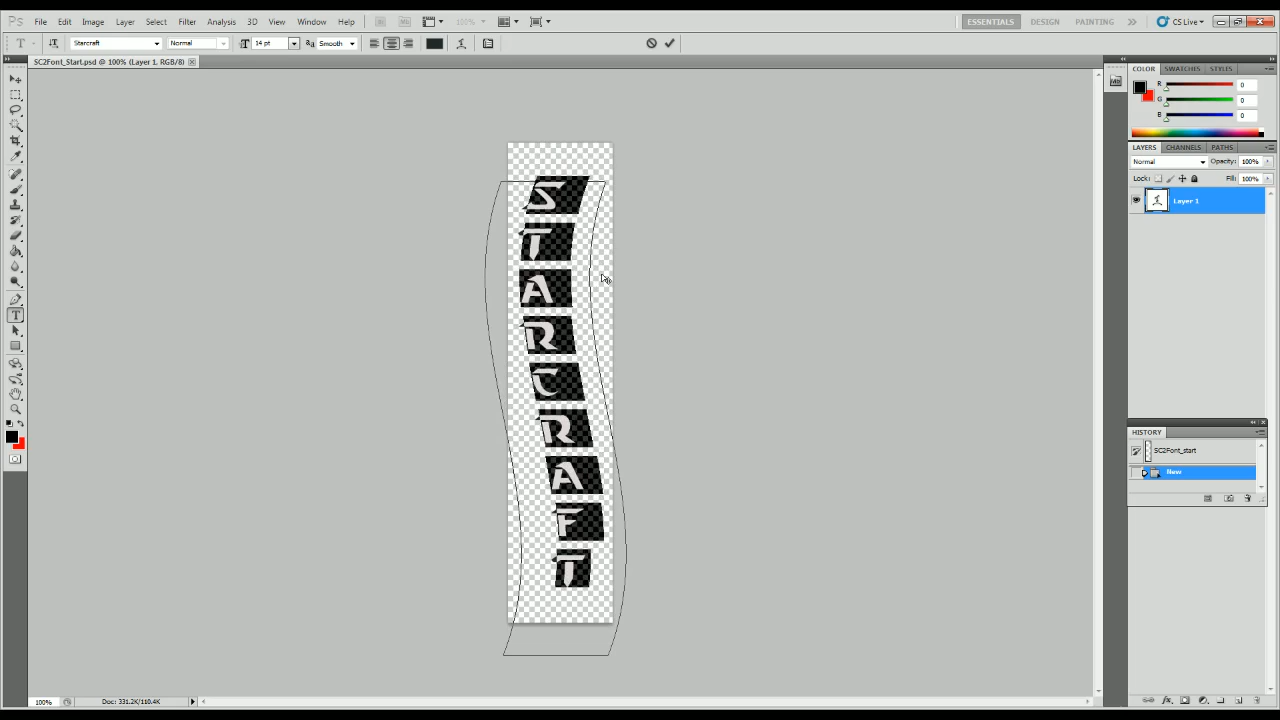 Ps File Edit Image Layer Select Filter Analysis 3D View Window Help 100% ESSENTIALS DESIGN PAINTING CS Live
T Starcraft Normal 14 pt Smooth
SC2Font_Start.psd @ 100% (Layer 1, RGB/8)
COLOR SWATCHES STYLES
R 0
G 0
B 0
LAYERS CHANNELS PATHS
Normal Opacity: 100%
Lock: Fill: 100%
Layer 1
S
T
A
R
C
R
A
F
T
HISTORY
SC2Font_start
New
100% Doc: 331.2K/110.4K